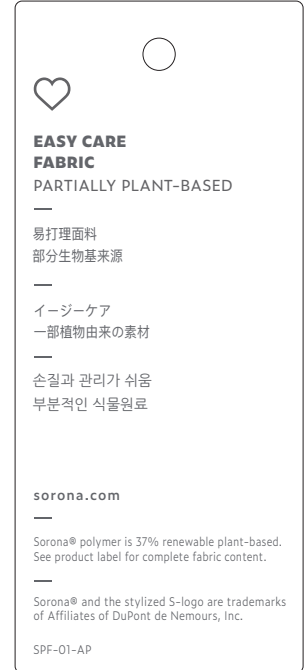 EASY CARE
FABRIC
PARTIALLY PLANT-BASED
易打理面料
部分生物基来源
イージーケア
一部植物由来の素材
손질과 관리가 쉬움
부분적인 식물원료
sorona.com
Sorona® polymer is 37% renewable plant-based.
See product label for complete fabric content.
Sorona® and the stylized S-logo are trademarks
of Affiliates of DuPont de Nemours, Inc.
SPF-01-AP